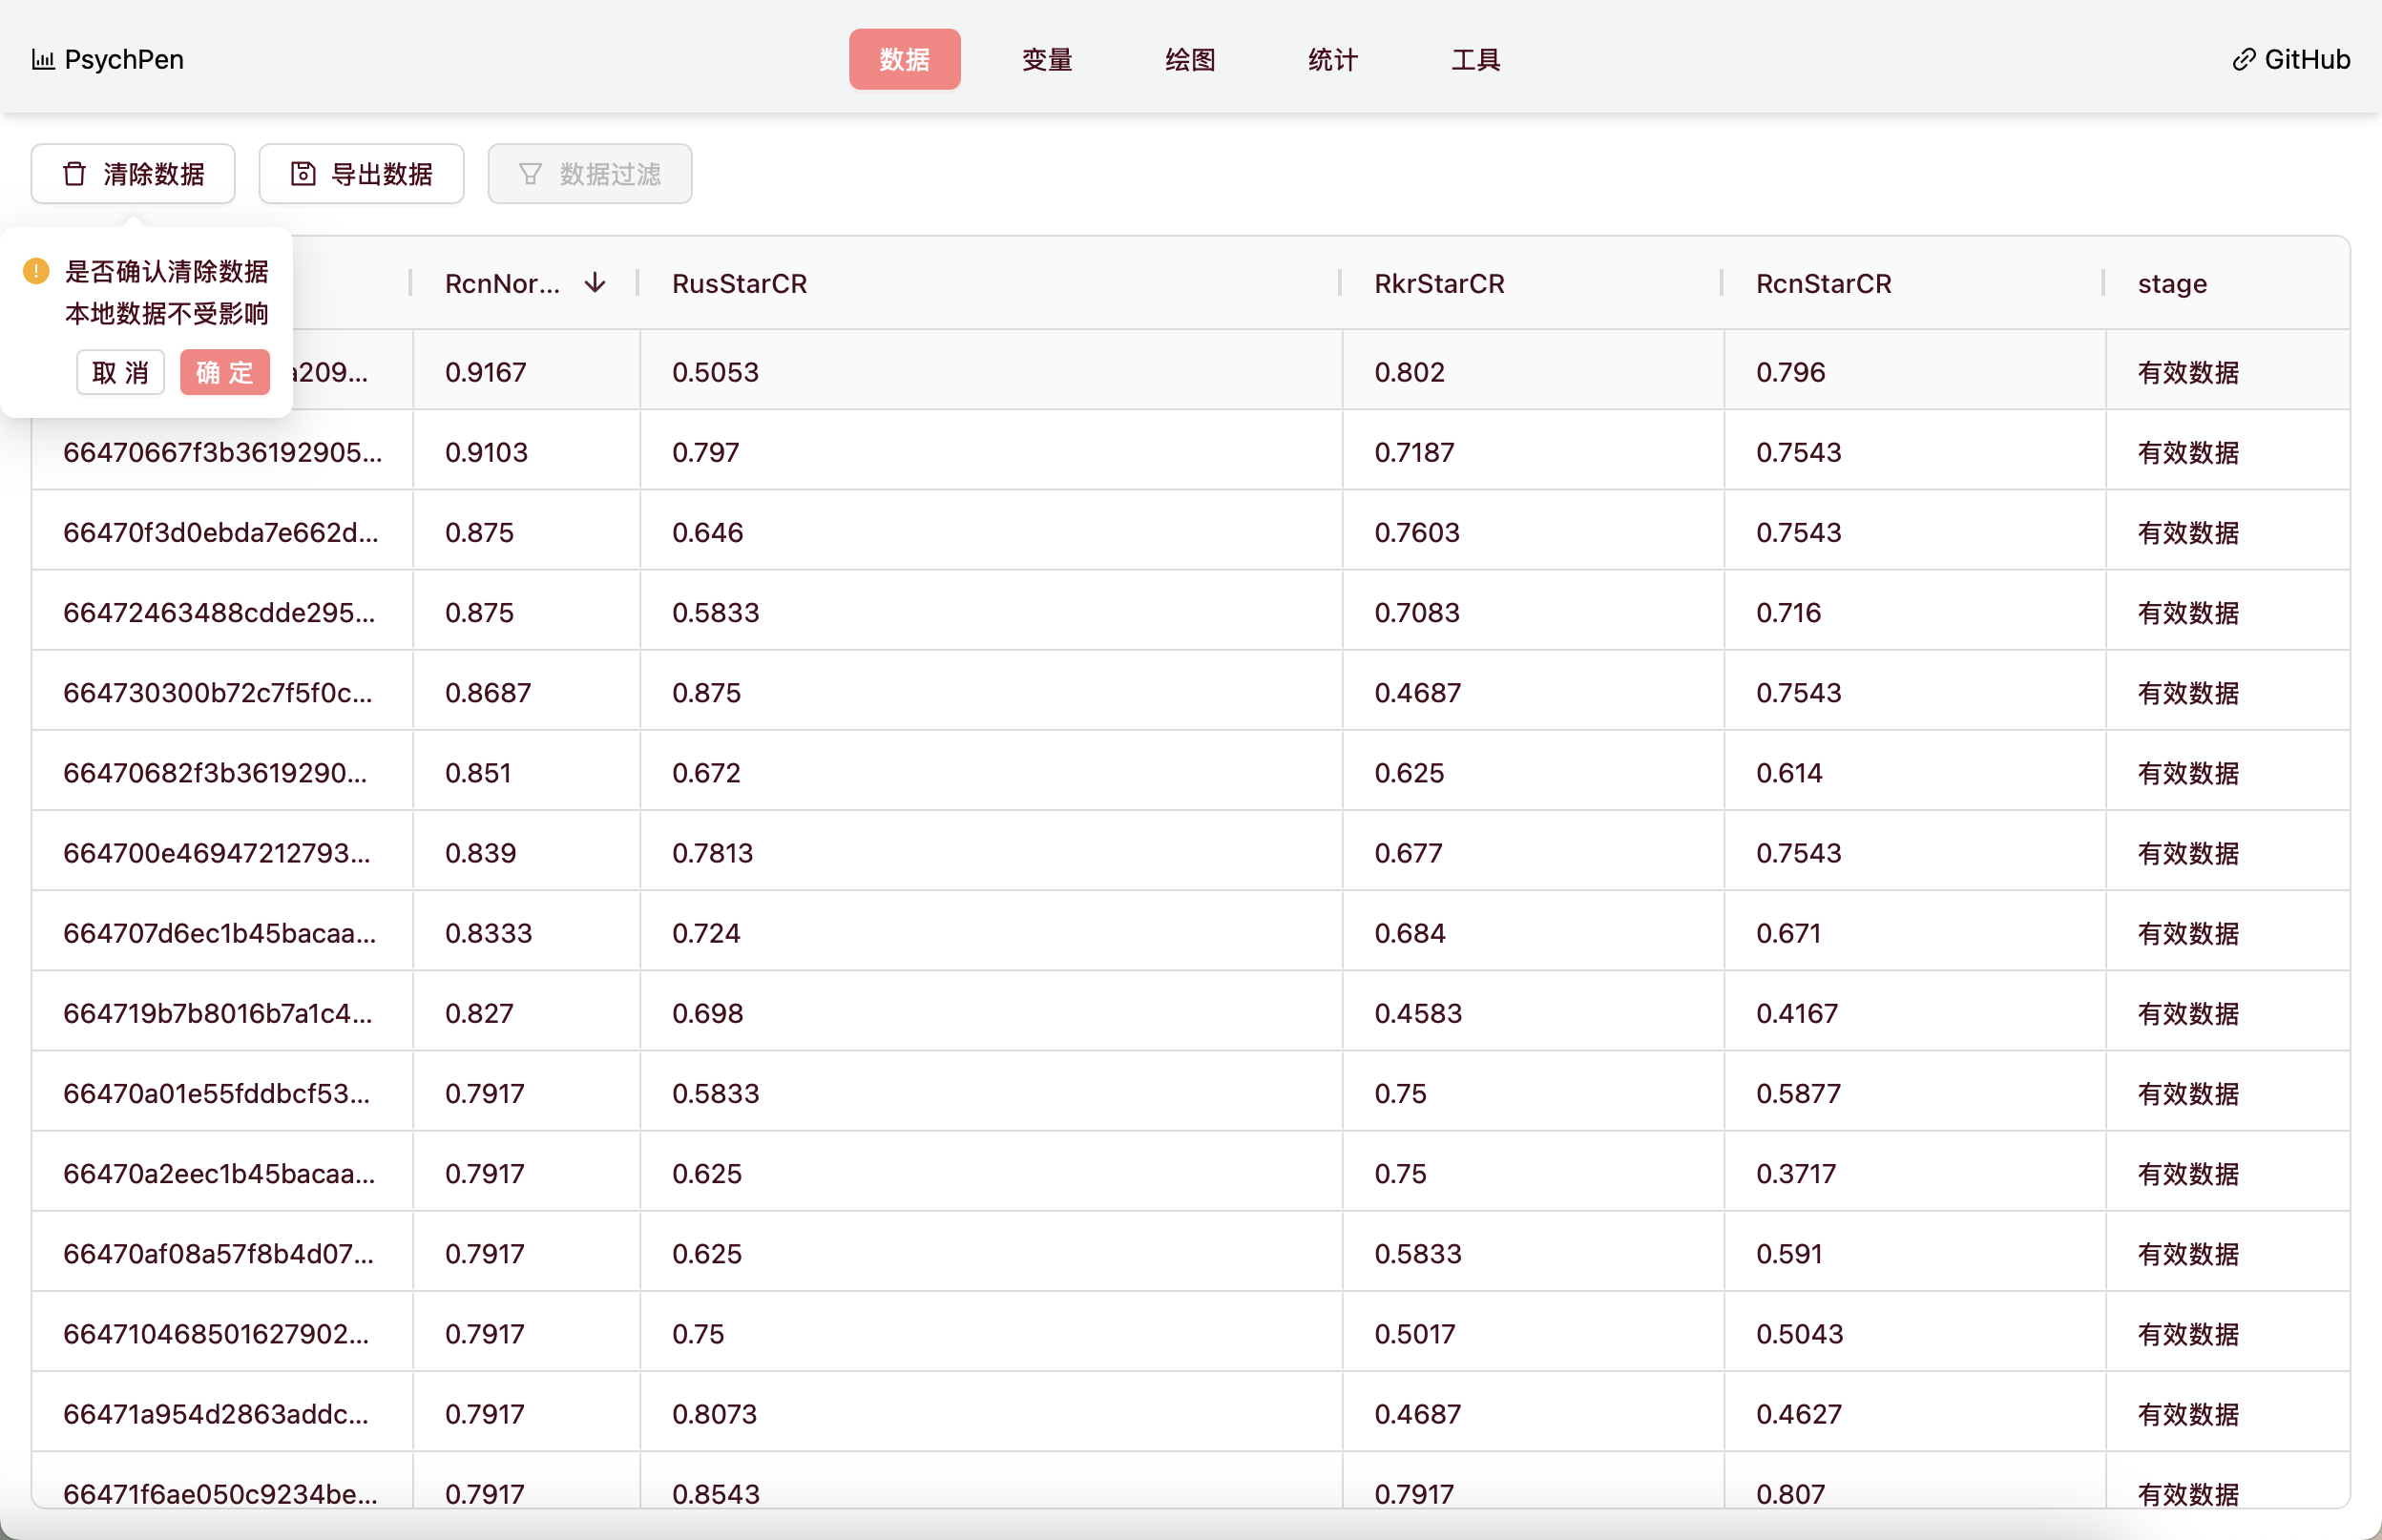 PsychPen
数据 变量 绘图 统计 工具
GitHub
清除数据 导出数据 数据过滤
是否确认清除数据
本地数据不受影响
取 消 确 定
RcnNor... RusStarCR RkrStarCR RcnStarCR stage
a209... 0.9167 0.5053 0.802 0.796 有效数据
66470667f3b36192905... 0.9103 0.797 0.7187 0.7543 有效数据
66470f3d0ebda7e662d... 0.875 0.646 0.7603 0.7543 有效数据
66472463488cdde295... 0.875 0.5833 0.7083 0.716 有效数据
664730300b72c7f5f0c... 0.8687 0.875 0.4687 0.7543 有效数据
66470682f3b3619290... 0.851 0.672 0.625 0.614 有效数据
664700e46947212793... 0.839 0.7813 0.677 0.7543 有效数据
664707d6ec1b45bacaa... 0.8333 0.724 0.684 0.671 有效数据
664719b7b8016b7a1c4... 0.827 0.698 0.4583 0.4167 有效数据
66470a01e55fddbcf53... 0.7917 0.5833 0.75 0.5877 有效数据
66470a2eec1b45bacaa... 0.7917 0.625 0.75 0.3717 有效数据
66470af08a57f8b4d07... 0.7917 0.625 0.5833 0.591 有效数据
664710468501627902... 0.7917 0.75 0.5017 0.5043 有效数据
66471a954d2863addc... 0.7917 0.8073 0.4687 0.4627 有效数据
66471f6ae050c9234be... 0.7917 0.8543 0.7917 0.807 有效数据